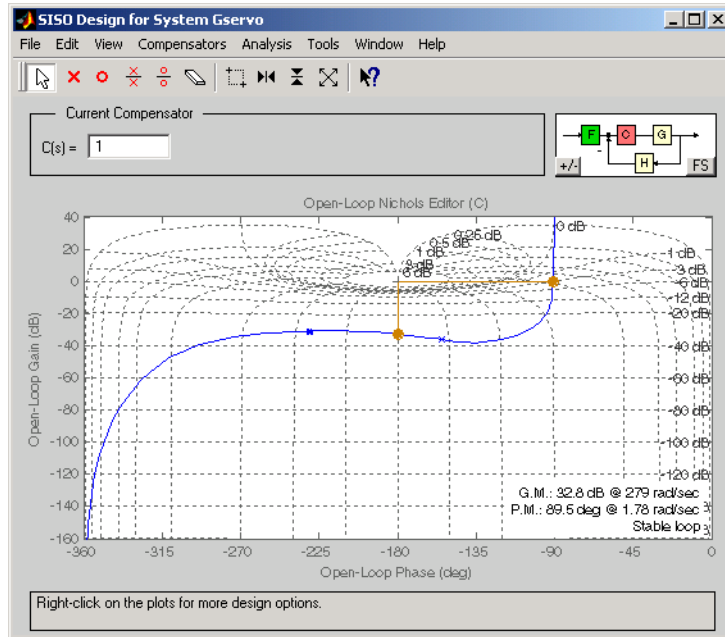 SISO Design for System Gservo
File Edit View Compensators Analysis Tools Window Help
Current Compensator
C(s) = 1
F C G
-
H
+/- FS
Open-Loop Nichols Editor (C)
Open-Loop Gain (dB)
40
20
0
-20
-40
-60
-80
-100
-120
-140
-160
0 dB
0.25 dB
0.5 dB
1 dB
1 dB
3 dB
3 dB
6 dB
-6 dB
-12 dB
-20 dB
-40 dB
-60 dB
-80 dB
-100 dB
-120 dB
G.M.: 32.8 dB @ 279 rad/sec
P.M.: 89.5 deg @ 1.78 rad/sec
Stable loop
-360 -315 -270 -225 -180 -135 -90 -45 0
Open-Loop Phase (deg)
Right-click on the plots for more design options.